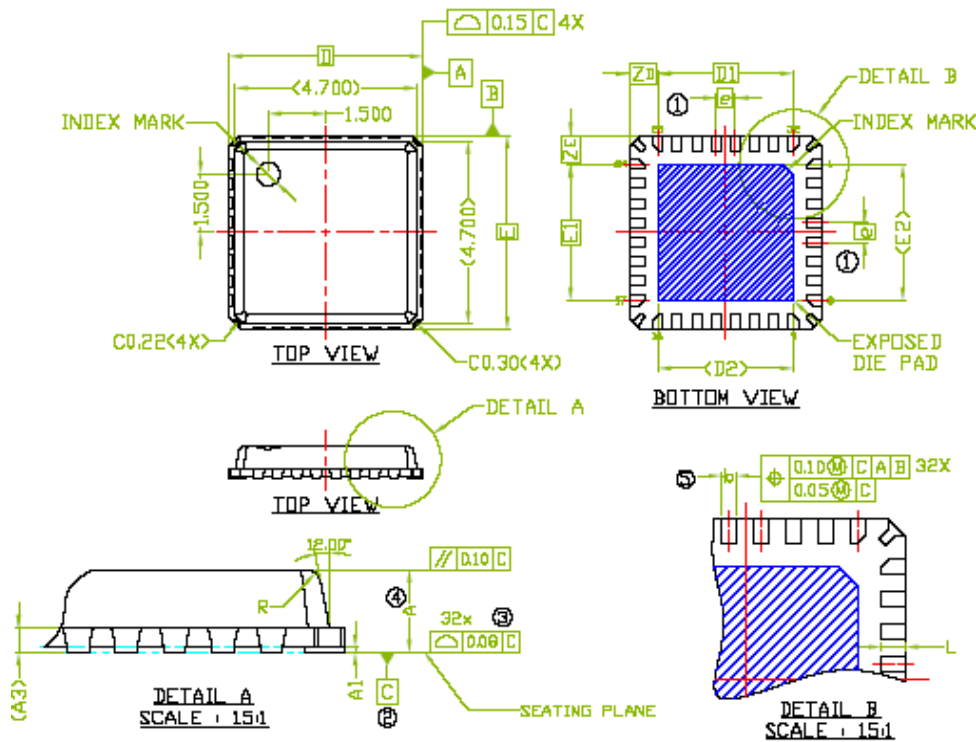 0.15 C 4X
D
A
(4.700)
B
1.500
INDEX MARK
1.500
(4.700)
E
C0.22(4X)
TOP VIEW
C0.30(4X)
ZD
D1
DETAIL B
1
e
INDEX MARK
ZE
E1
e
(E2)
1
EXPOSED
DIE PAD
(D2)
BOTTOM VIEW
DETAIL A
TOP VIEW
12.00°
// 0.10 C
R
4
A
32x
3
0.08 C
(A3)
A1
C
2
SEATING PLANE
DETAIL A
SCALE : 15:1
5
b
0.10 M C A B 32X
0.05 M C
L
DETAIL B
SCALE : 15:1